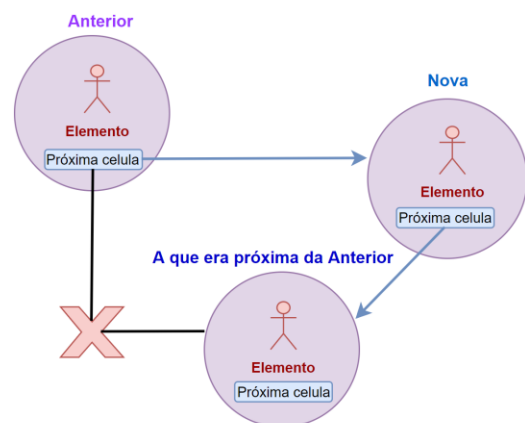 Anterior
Elemento
Próxima celula
Nova
Elemento
Próxima celula
A que era próxima da Anterior
Elemento
Próxima celula